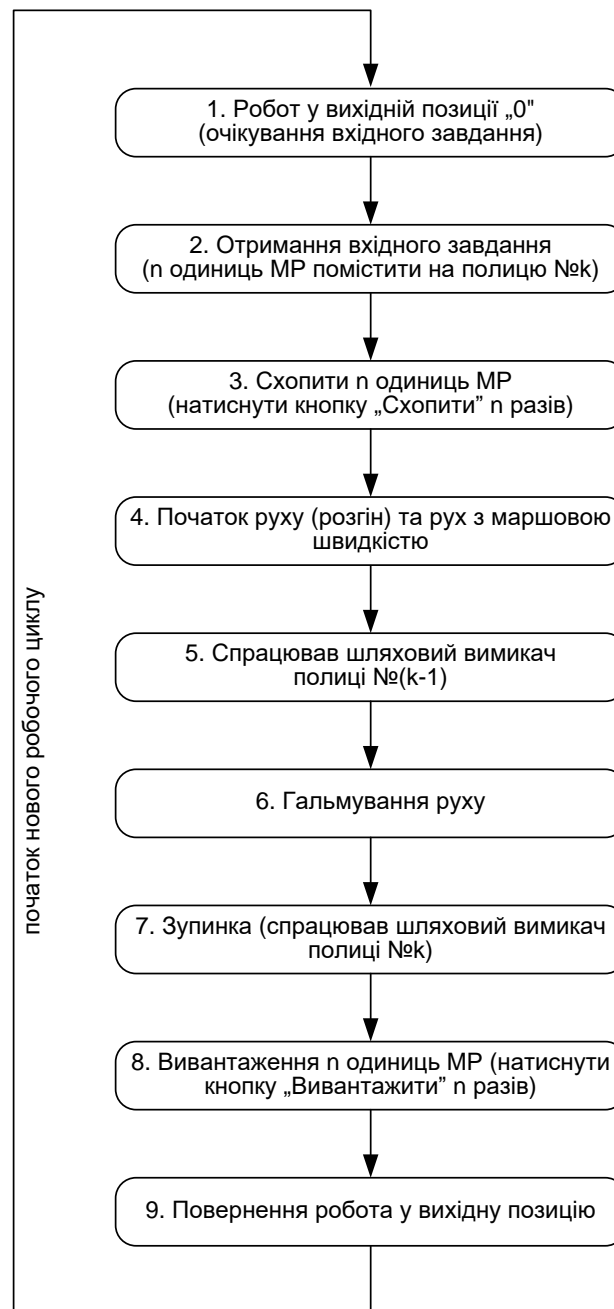 1. Робот у вихідній позиції „0"
(очікування вхідного завдання)
2. Отримання вхідного завдання
(n одиниць МР помістити на полицю №k)
3. Схопити n одиниць МР
(натиснути кнопку „Схопити” n разів)
4. Початок руху (розгін) та рух з маршовою
швидкістю
5. Спрацював шляховий вимикач
полиці №(k-1)
6. Гальмування руху
7. Зупинка (спрацював шляховий вимикач
полиці №k)
8. Вивантаження n одиниць МР (натиснути
кнопку „Вивантажити” n разів)
9. Повернення робота у вихідну позицію
початок нового робочого циклу